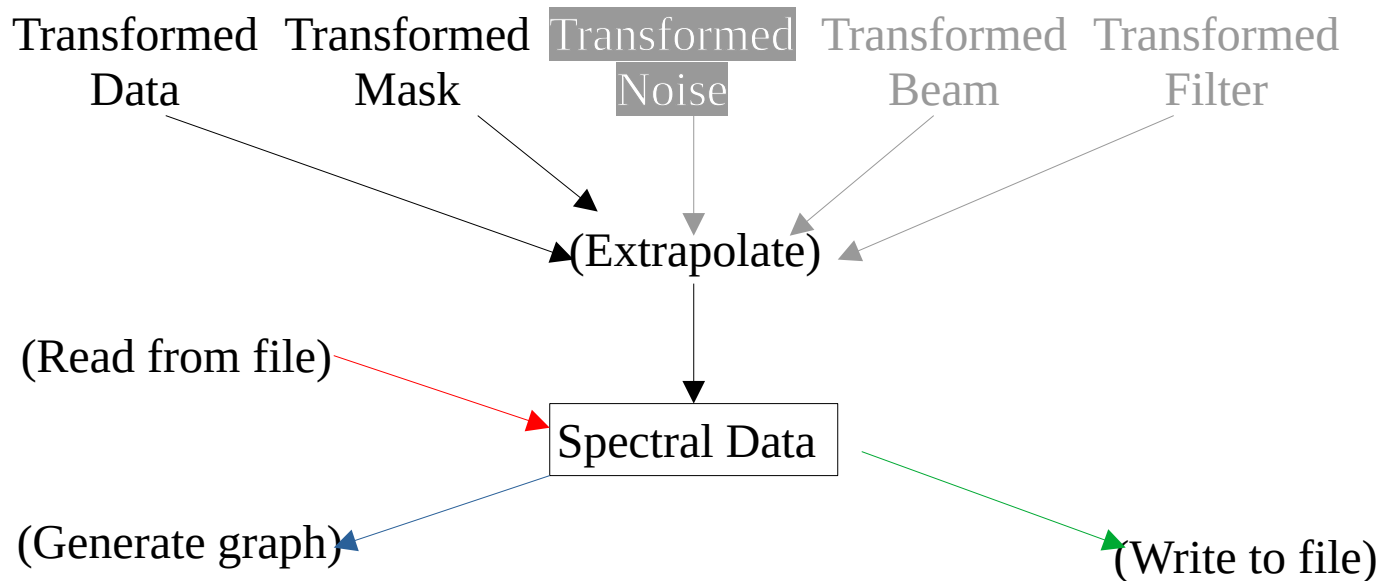 Transformed Data
Transformed Mask
Transformed Noise
Transformed Beam
Transformed Filter
(Extrapolate)
(Read from file)
Spectral Data
(Generate graph)
(Write to file)